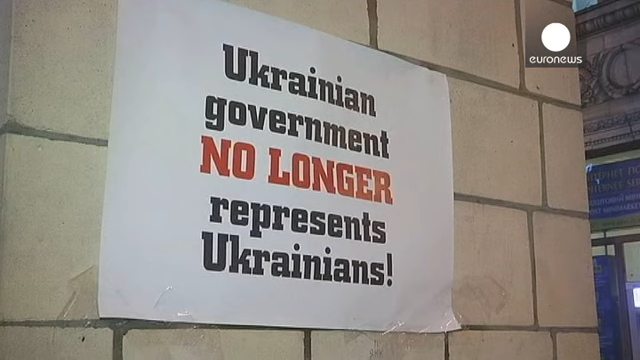 euronews
Ukrainian
government
NO LONGER
represents
Ukrainians!